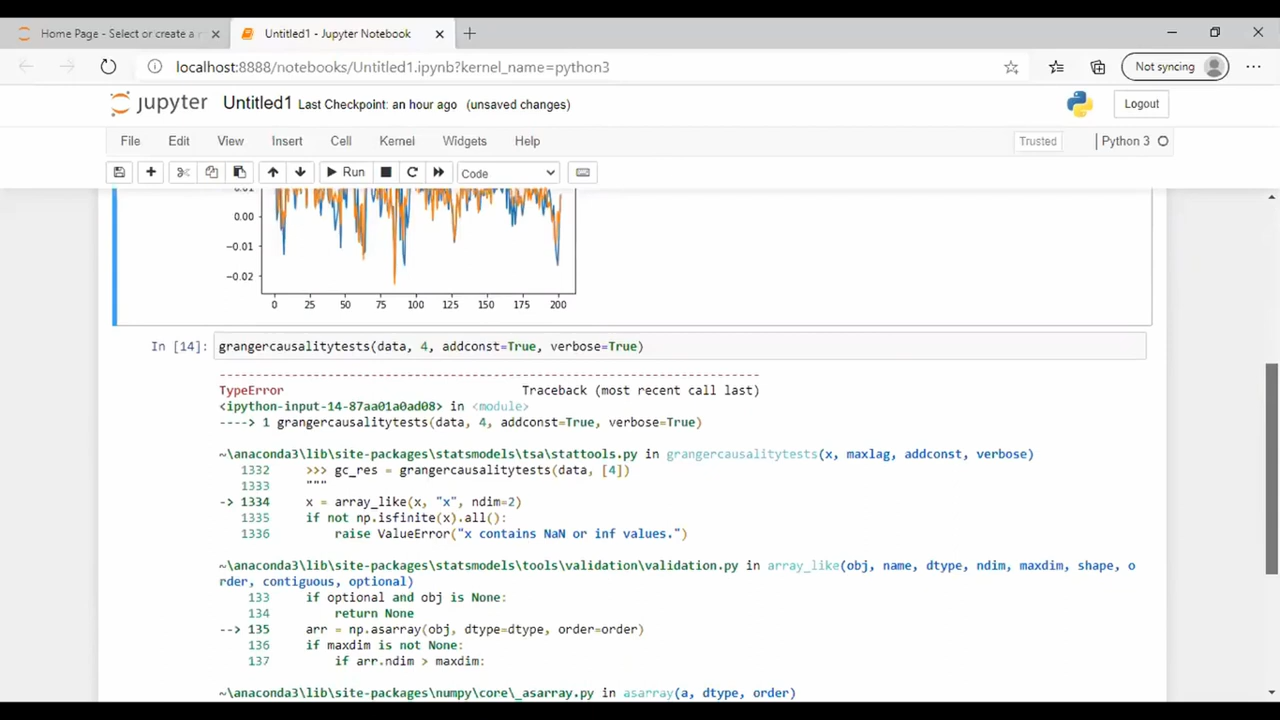 Home Page - Select or create a n
Untitled1 - Jupyter Notebook
localhost:8888/notebooks/Untitled1.ipynb?kernel_name=python3
Not syncing
jupyter Untitled1 Last Checkpoint: an hour ago (unsaved changes)
Logout
File Edit View Insert Cell Kernel Widgets Help
Trusted
Python 3
Run
Code
0.01
0.00
−0.01
−0.02
0 25 50 75 100 125 150 175 200
In [14]: grangercausalitytests(data, 4, addconst=True, verbose=True)
---------------------------------------------------------------------------
TypeError                                 Traceback (most recent call last)
<ipython-input-14-87aa01a0ad08> in <module>
----> 1 grangercausalitytests(data, 4, addconst=True, verbose=True)
~\anaconda3\lib\site-packages\statsmodels\tsa\stattools.py in grangercausalitytests(x, maxlag, addconst, verbose)
1332     >>> gc_res = grangercausalitytests(data, [4])
1333     """
-> 1334     x = array_like(x, "x", ndim=2)
1335     if not np.isfinite(x).all():
1336         raise ValueError("x contains NaN or inf values.")
~\anaconda3\lib\site-packages\statsmodels\tools\validation\validation.py in array_like(obj, name, dtype, ndim, maxdim, shape, o
rder, contiguous, optional)
133     if optional and obj is None:
134         return None
--> 135     arr = np.asarray(obj, dtype=dtype, order=order)
136     if maxdim is not None:
137         if arr.ndim > maxdim:
~\anaconda3\lib\site-packages\numpy\core\_asarray.py in asarray(a, dtype, order)